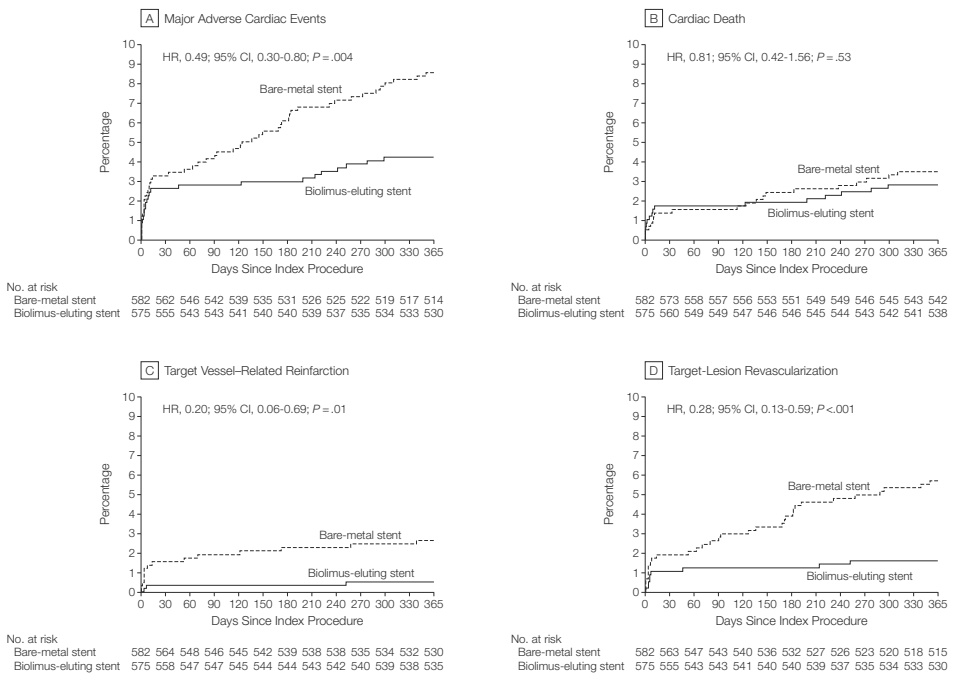 A Major Adverse Cardiac Events
10
9
8
7
6
5
4
3
2
1
0
Percentage
HR, 0.49; 95% CI, 0.30-0.80; P=.004
Bare-metal stent
Biolimus-eluting stent
0 30 60 90 120 150 180 210 240 270 300 330 365
Days Since Index Procedure
No. at risk
Bare-metal stent 582 562 546 542 539 535 531 526 525 522 519 517 514
Biolimus-eluting stent 575 555 543 543 541 540 540 539 537 535 534 533 530
B Cardiac Death
10
9
8
7
6
5
4
3
2
1
0
Percentage
HR, 0.81; 95% CI, 0.42-1.56; P=.53
Bare-metal stent
Biolimus-eluting stent
0 30 60 90 120 150 180 210 240 270 300 330 365
Days Since Index Procedure
No. at risk
Bare-metal stent 582 573 558 557 556 553 551 549 549 546 545 543 542
Biolimus-eluting stent 575 560 549 549 547 546 546 545 544 543 542 541 538
C Target Vessel–Related Reinfarction
10
9
8
7
6
5
4
3
2
1
0
Percentage
HR, 0.20; 95% CI, 0.06-0.69; P=.01
Bare-metal stent
Biolimus-eluting stent
0 30 60 90 120 150 180 210 240 270 300 330 365
Days Since Index Procedure
No. at risk
Bare-metal stent 582 564 548 546 545 542 539 538 538 535 534 532 530
Biolimus-eluting stent 575 558 547 547 545 544 544 543 542 540 539 538 535
D Target-Lesion Revascularization
10
9
8
7
6
5
4
3
2
1
0
Percentage
HR, 0.28; 95% CI, 0.13-0.59; P<.001
Bare-metal stent
Biolimus-eluting stent
0 30 60 90 120 150 180 210 240 270 300 330 365
Days Since Index Procedure
No. at risk
Bare-metal stent 582 563 547 543 540 536 532 527 526 523 520 518 515
Biolimus-eluting stent 575 555 543 543 541 540 540 539 537 535 534 533 530